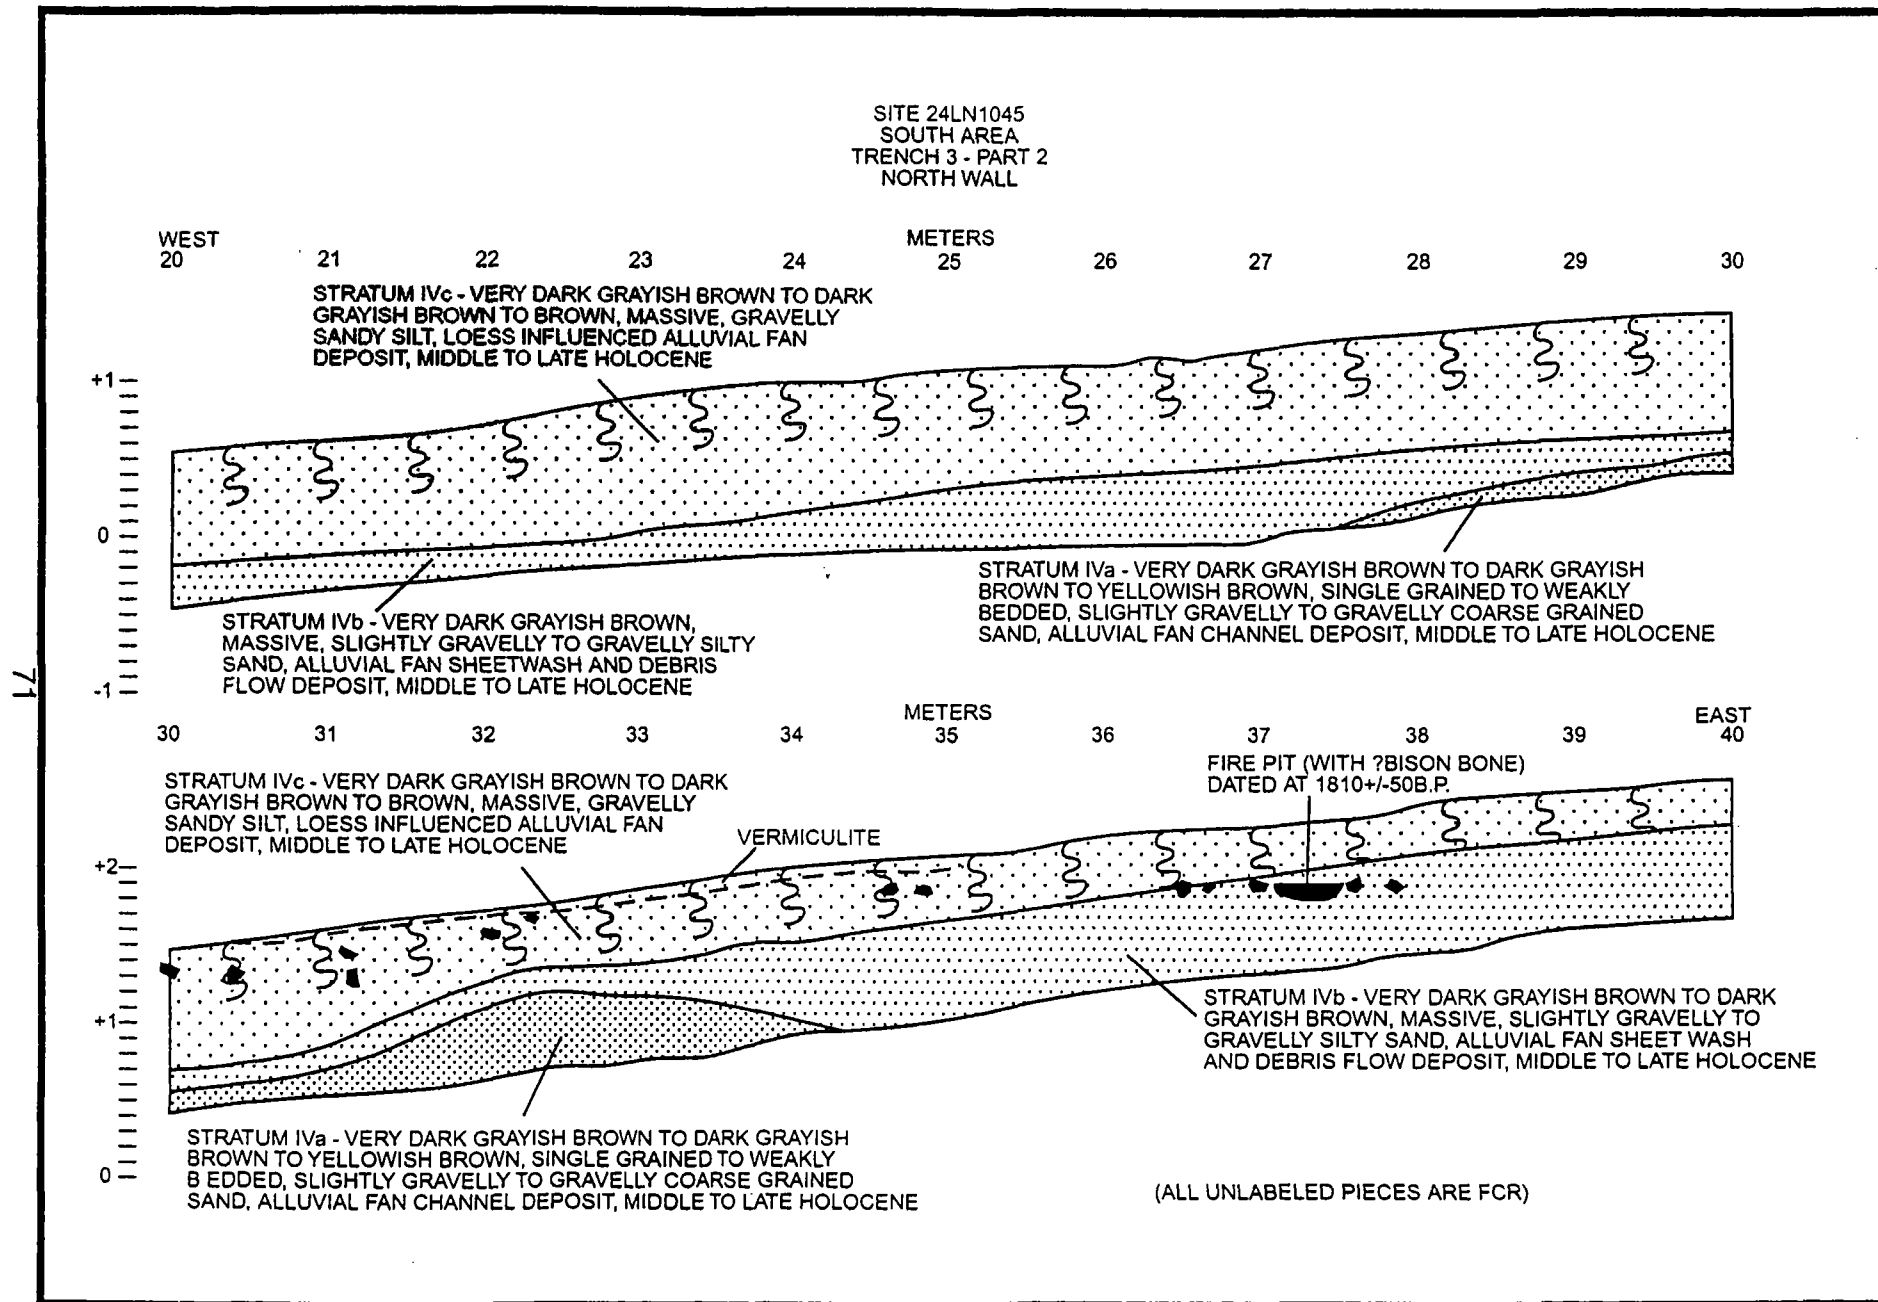 SITE 24LN1045
SOUTH AREA
TRENCH 3 - PART 2
NORTH WALL
WEST METERS
20 21 22 23 24 25 26 27 28 29 30
STRATUM IVc - VERY DARK GRAYISH BROWN TO DARK
GRAYISH BROWN TO BROWN, MASSIVE, GRAVELLY
SANDY SILT, LOESS INFLUENCED ALLUVIAL FAN
DEPOSIT, MIDDLE TO LATE HOLOCENE
+1
0
-1
STRATUM IVb - VERY DARK GRAYISH BROWN,
MASSIVE, SLIGHTLY GRAVELLY TO GRAVELLY SILTY
SAND, ALLUVIAL FAN SHEETWASH AND DEBRIS
FLOW DEPOSIT, MIDDLE TO LATE HOLOCENE
STRATUM IVa - VERY DARK GRAYISH BROWN TO DARK GRAYISH
BROWN TO YELLOWISH BROWN, SINGLE GRAINED TO WEAKLY
BEDDED, SLIGHTLY GRAVELLY TO GRAVELLY COARSE GRAINED
SAND, ALLUVIAL FAN CHANNEL DEPOSIT, MIDDLE TO LATE HOLOCENE
71
METERS EAST
30 31 32 33 34 35 36 37 38 39 40
STRATUM IVc - VERY DARK GRAYISH BROWN TO DARK
GRAYISH BROWN TO BROWN, MASSIVE, GRAVELLY
SANDY SILT, LOESS INFLUENCED ALLUVIAL FAN
DEPOSIT, MIDDLE TO LATE HOLOCENE
VERMICULITE
FIRE PIT (WITH ?BISON BONE)
DATED AT 1810+/-50B.P.
+2
+1
0
STRATUM IVb - VERY DARK GRAYISH BROWN TO DARK
GRAYISH BROWN, MASSIVE, SLIGHTLY GRAVELLY TO
GRAVELLY SILTY SAND, ALLUVIAL FAN SHEET WASH
AND DEBRIS FLOW DEPOSIT, MIDDLE TO LATE HOLOCENE
STRATUM IVa - VERY DARK GRAYISH BROWN TO DARK GRAYISH
BROWN TO YELLOWISH BROWN, SINGLE GRAINED TO WEAKLY
B EDDED, SLIGHTLY GRAVELLY TO GRAVELLY COARSE GRAINED
SAND, ALLUVIAL FAN CHANNEL DEPOSIT, MIDDLE TO LATE HOLOCENE
(ALL UNLABELED PIECES ARE FCR)